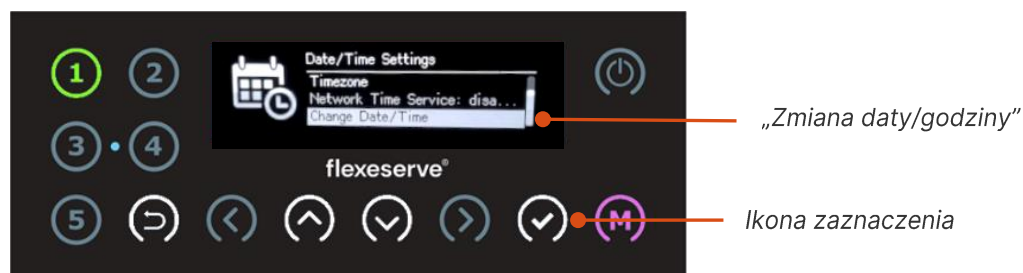 1
2
Date/Time Settings
Timezone
Network Time Service: disa...
Change Date/Time
„Zmiana daty/godziny”
3
4
flexeserve®
5
M
Ikona zaznaczenia